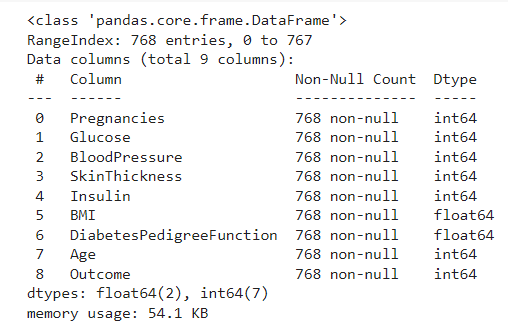 <class 'pandas.core.frame.DataFrame'>
RangeIndex: 768 entries, 0 to 767
Data columns (total 9 columns):
 #   Column                    Non-Null Count  Dtype
---  ------                    --------------  -----
 0   Pregnancies               768 non-null    int64
 1   Glucose                   768 non-null    int64
 2   BloodPressure             768 non-null    int64
 3   SkinThickness             768 non-null    int64
 4   Insulin                   768 non-null    int64
 5   BMI                       768 non-null    float64
 6   DiabetesPedigreeFunction  768 non-null    float64
 7   Age                       768 non-null    int64
 8   Outcome                   768 non-null    int64
dtypes: float64(2), int64(7)
memory usage: 54.1 KB